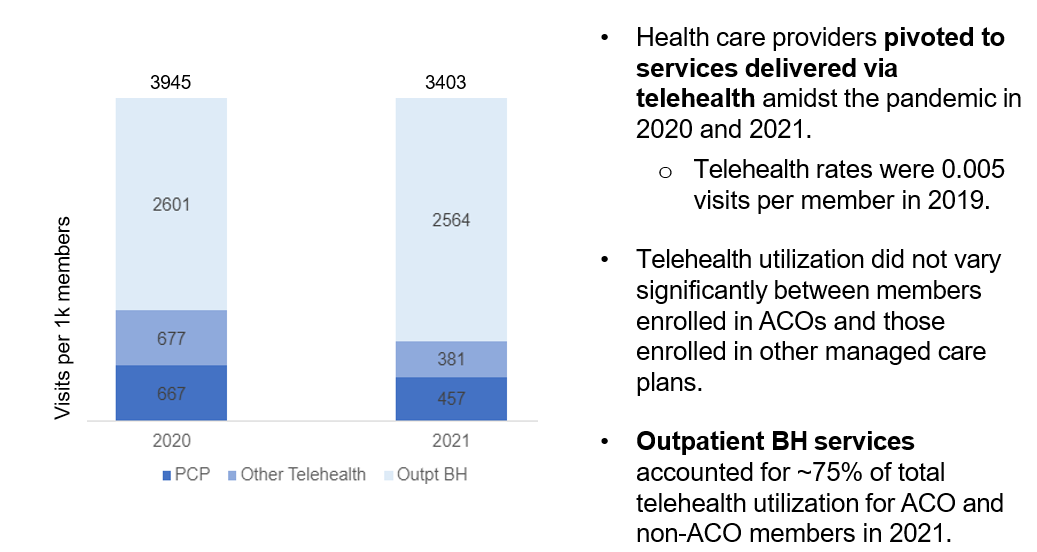 3945
3403
2601
2564
677
381
667
457
Visits per 1k members
2020
2021
PCP
Other Telehealth
Outpt BH
• Health care providers pivoted to
services delivered via
telehealth amidst the pandemic in
2020 and 2021.
o Telehealth rates were 0.005
visits per member in 2019.
• Telehealth utilization did not vary
significantly between members
enrolled in ACOs and those
enrolled in other managed care
plans.
• Outpatient BH services
accounted for ~75% of total
telehealth utilization for ACO and
non-ACO members in 2021.